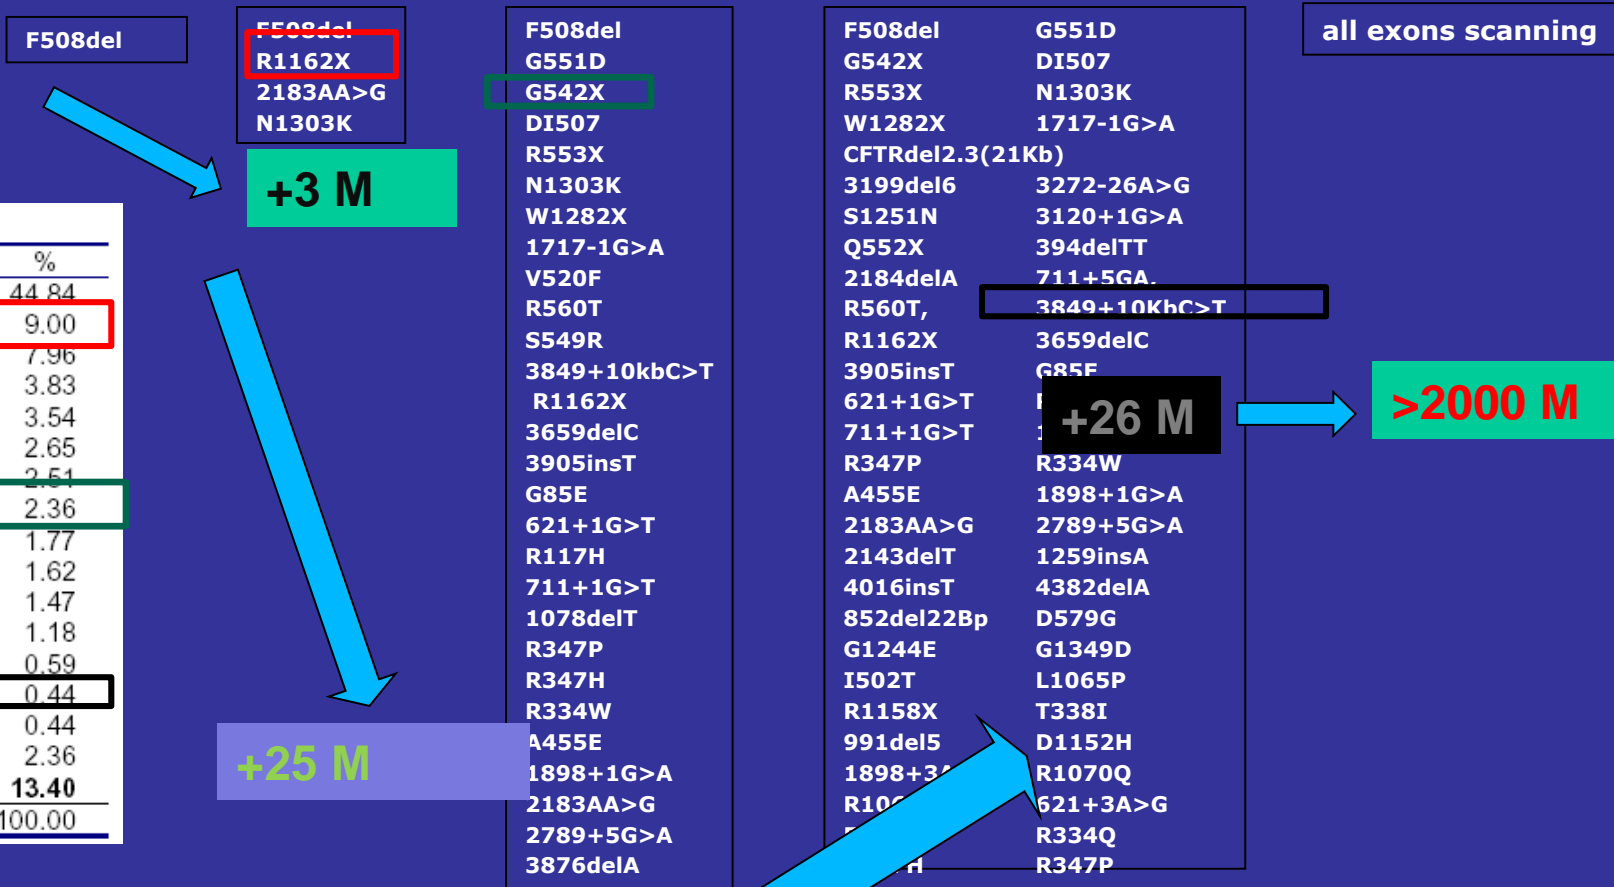 F508del
F508del
R1162X
2183AA>G
N1303K
+3 M
%
44.84
9.00
7.96
3.83
3.54
2.65
2.51
2.36
1.77
1.62
1.47
1.18
0.59
0.44
0.44
2.36
13.40
100.00
+25 M
F508del
G551D
G542X
DI507
R553X
N1303K
W1282X
1717-1G>A
V520F
R560T
S549R
3849+10kbC>T
R1162X
3659delC
3905insT
G85E
621+1G>T
R117H
711+1G>T
1078delT
R347P
R347H
R334W
A455E
1898+1G>A
2183AA>G
2789+5G>A
3876delA
F508del G551D
G542X DI507
R553X N1303K
W1282X 1717-1G>A
CFTRdel2.3(21Kb)
3199del6 3272-26A>G
S1251N 3120+1G>A
Q552X 394delTT
2184delA 711+5GA,
R560T, 3849+10KbC>T
R1162X 3659delC
3905insT G85E
621+1G>T
711+1G>T
R347P R334W
A455E 1898+1G>A
2183AA>G 2789+5G>A
2143delT 1259insA
4016insT 4382delA
852del22Bp D579G
G1244E G1349D
I502T L1065P
R1158X T338I
991del5 D1152H
1898+3A R1070Q
621+3A>G
R334Q
H R347P
+26 M
all exons scanning
>2000 M